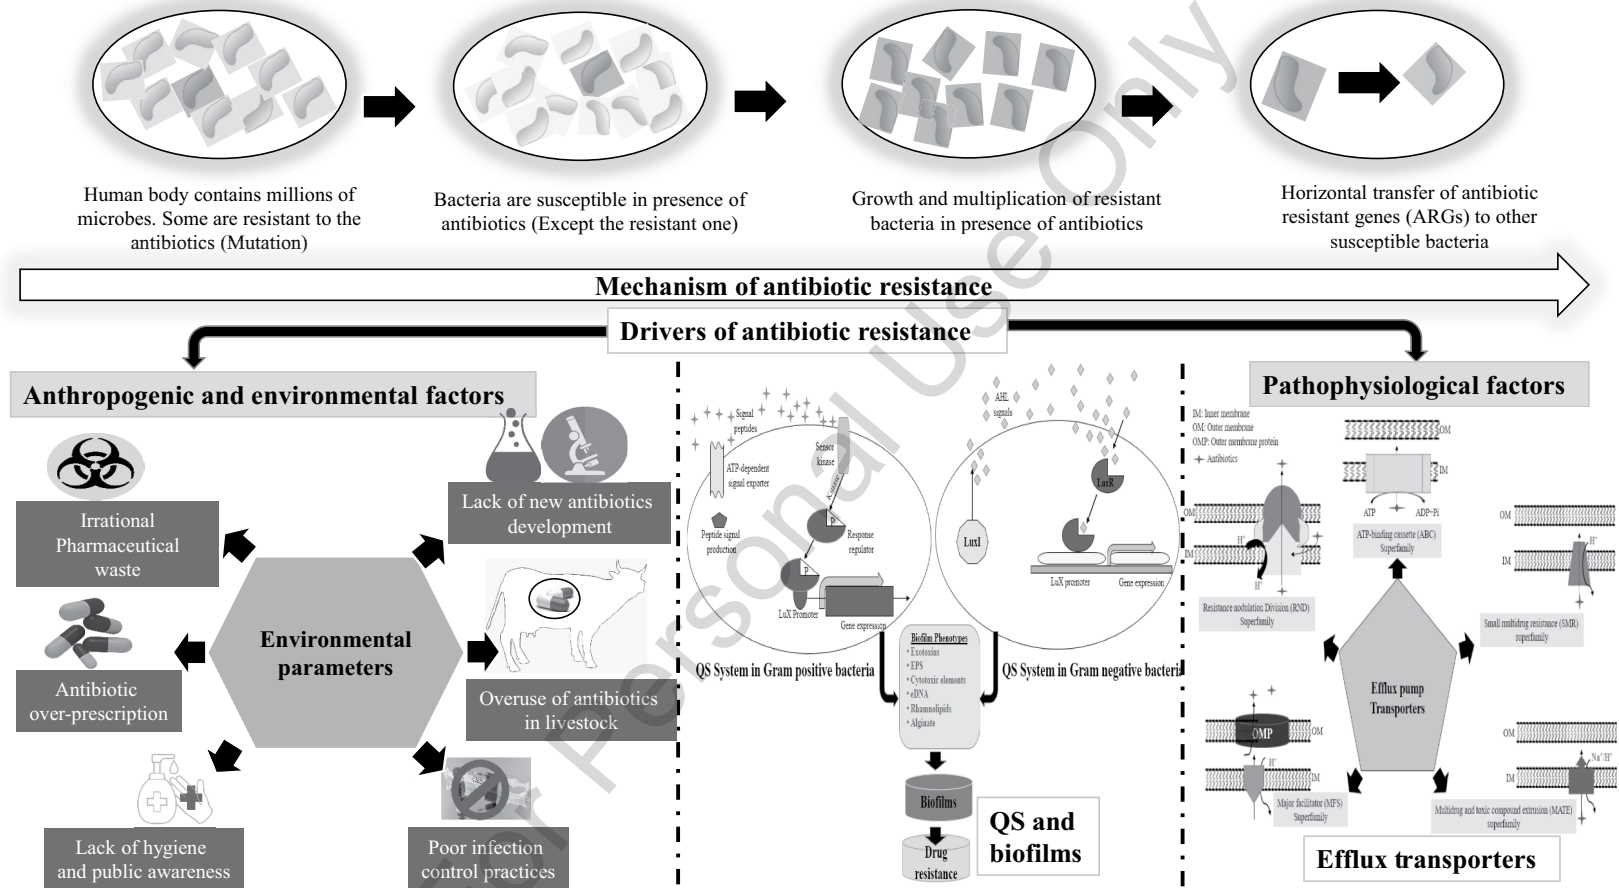 Human body contains millions of
microbes. Some are resistant to the
antibiotics (Mutation)
Bacteria are susceptible in presence of
antibiotics (Except the resistant one)
Growth and multiplication of resistant
bacteria in presence of antibiotics
Horizontal transfer of antibiotic
resistant genes (ARGs) to other
susceptible bacteria
Mechanism of antibiotic resistance
Drivers of antibiotic resistance
Anthropogenic and environmental factors
Irrational
Pharmaceutical
waste
Lack of new antibiotics
development
Antibiotic
over-prescription
Environmental
parameters
Overuse of antibiotics
in livestock
Lack of hygiene
and public awareness
Poor infection
control practices
Signal
peptides
ATP-dependent
signal exporter
Sensor
kinase
Peptide signal
production
P
Response
regulator
P
LuX Promoter
Gene expression
QS System in Gram positive bacteria
AHL
signals
LuxR
LuxI
LuX promoter
Gene expression
QS System in Gram negative bacteria
Biofilm Phenotypes
• Exotoxins
• EPS
• Cytotoxic elements
• eDNA
• Rhamnolipids
• Alginate
Biofilms
Drug
resistance
QS and
biofilms
Pathophysiological factors
IM: Inner membrane
OM: Outer membrane
OMP: Outer membrane protein
Antibiotics
OM
IM
ATP
ADP+Pi
ATP-binding cassette (ABC)
Superfamily
OM
H⁺
IM
H⁺
Resistance nodulation Division (RND)
Superfamily
OM
H⁺
IM
Small multidrug resistance (SMR)
superfamily
Efflux pump
Transporters
OMP
OM
H⁺
IM
Major facilitator (MFS)
Superfamily
OM
Na⁺/H⁺
IM
Multidrug and toxic compound extrusion (MATE)
superfamily
Efflux transporters
For Personal Use Only